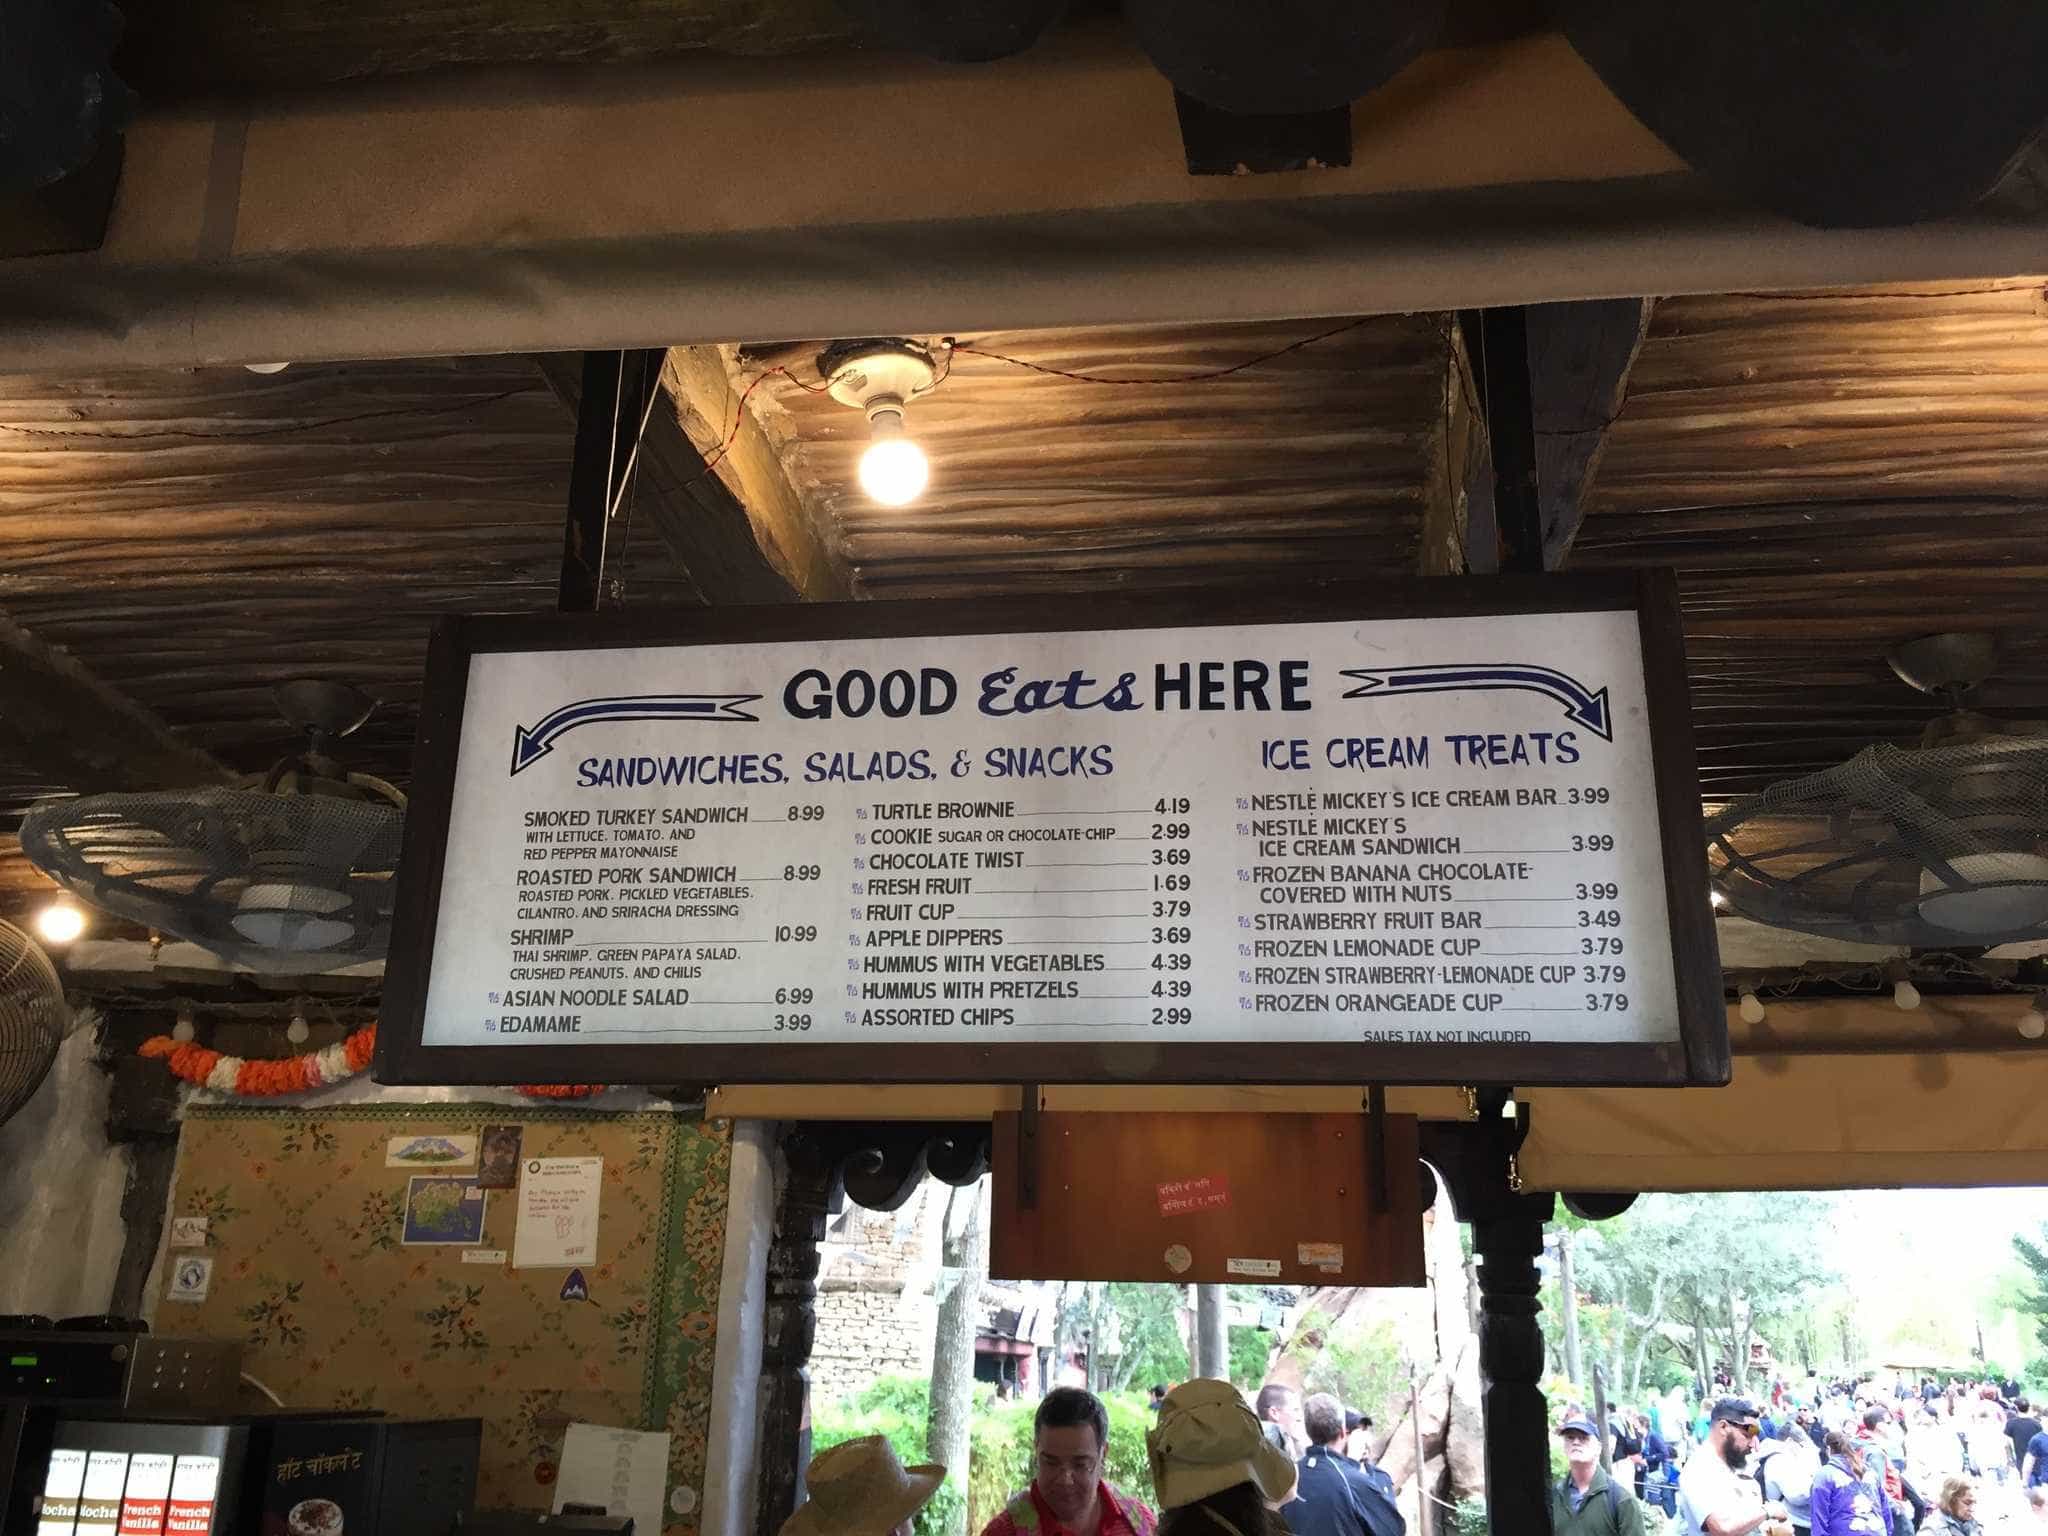 GOOD Eats HERE
SANDWICHES, SALADS, & SNACKS
SMOKED TURKEY SANDWICH 8.99
WITH LETTUCE, TOMATO, AND
RED PEPPER MAYONNAISE
ROASTED PORK SANDWICH 8.99
ROASTED PORK, PICKLED VEGETABLES,
CILANTRO, AND SRIRACHA DRESSING
SHRIMP 10.99
THAI SHRIMP, GREEN PAPAYA SALAD,
CRUSHED PEANUTS, AND CHILIS
ASIAN NOODLE SALAD 6.99
EDAMAME 3.99
TURTLE BROWNIE 4.19
COOKIE SUGAR OR CHOCOLATE-CHIP 2.99
CHOCOLATE TWIST 3.69
FRESH FRUIT 1.69
FRUIT CUP 3.79
APPLE DIPPERS 3.69
HUMMUS WITH VEGETABLES 4.39
HUMMUS WITH PRETZELS 4.39
ASSORTED CHIPS 2.99
ICE CREAM TREATS
NESTLÉ MICKEY'S ICE CREAM BAR 3.99
NESTLÉ MICKEY'S
ICE CREAM SANDWICH 3.99
FROZEN BANANA CHOCOLATE-
COVERED WITH NUTS 3.99
STRAWBERRY FRUIT BAR 3.49
FROZEN LEMONADE CUP 3.79
FROZEN STRAWBERRY-LEMONADE CUP 3.79
FROZEN ORANGEADE CUP 3.79
SALES TAX NOT INCLUDED
हॉट चॉकलेट
Mocha Mocha French French
Vanilla Vanilla